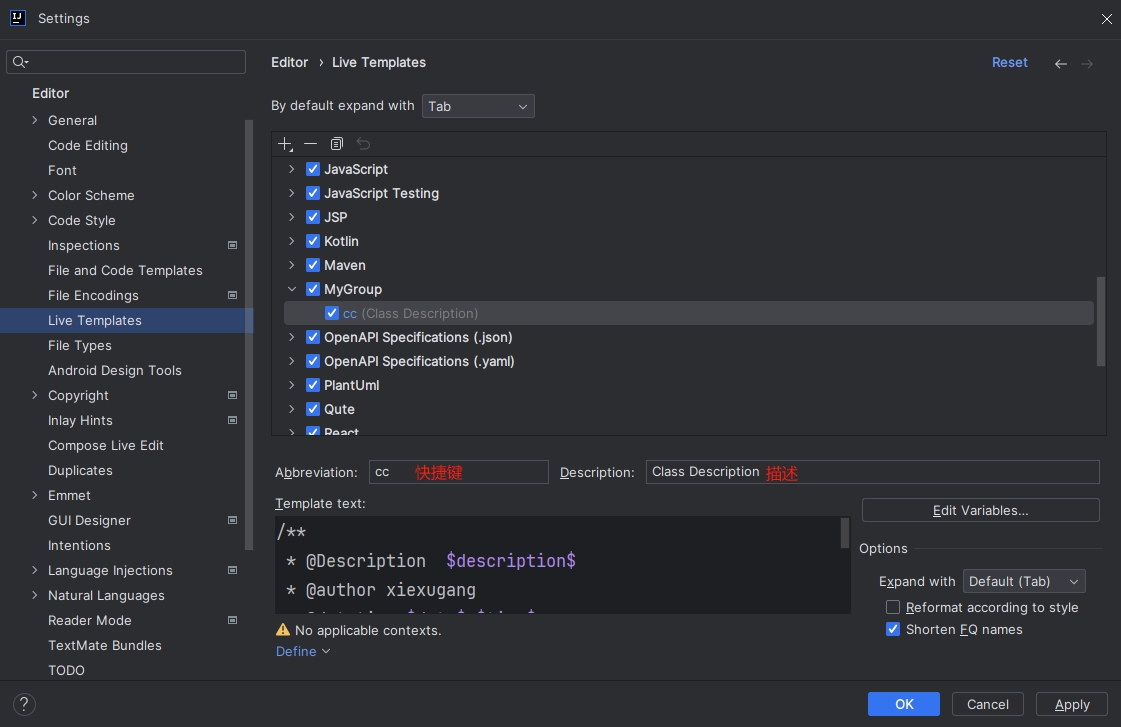 Settings
Editor › Live Templates
Reset
Editor
General
Code Editing
Font
Color Scheme
Code Style
Inspections
File and Code Templates
File Encodings
Live Templates
File Types
Android Design Tools
Copyright
Inlay Hints
Compose Live Edit
Duplicates
Emmet
GUI Designer
Intentions
Language Injections
Natural Languages
Reader Mode
TextMate Bundles
TODO
By default expand with Tab
JavaScript
JavaScript Testing
JSP
Kotlin
Maven
MyGroup
cc (Class Description)
OpenAPI Specifications (.json)
OpenAPI Specifications (.yaml)
PlantUml
Qute
React
Abbreviation: cc 快捷键 Description: Class Description 描述
Template text:
/**
* @Description $description$
* @author xiexugang
Edit Variables...
Options
Expand with Default (Tab)
Reformat according to style
Shorten FQ names
No applicable contexts.
Define
? OK Cancel Apply